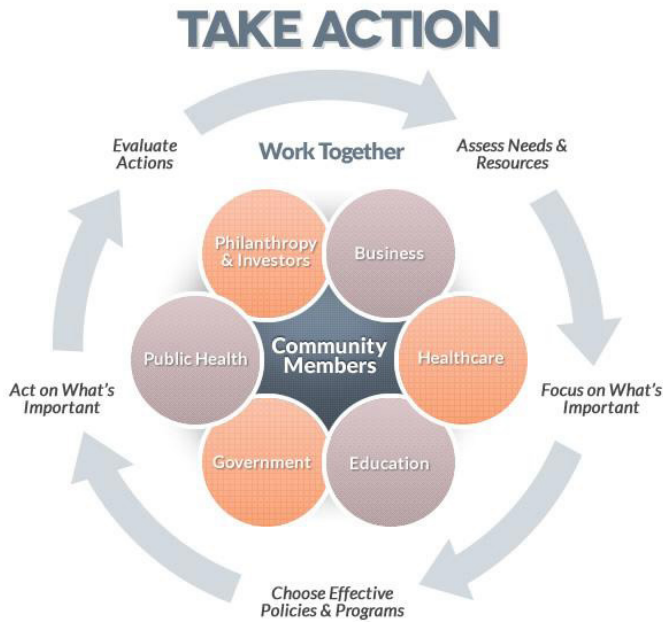 TAKE ACTION
Evaluate
Actions
Work Together
Assess Needs &
Resources
Philanthropy
& Investors
Business
Public Health
Community
Members
Healthcare
Act on What's
Important
Focus on What's
Important
Government
Education
Choose Effective
Policies & Programs